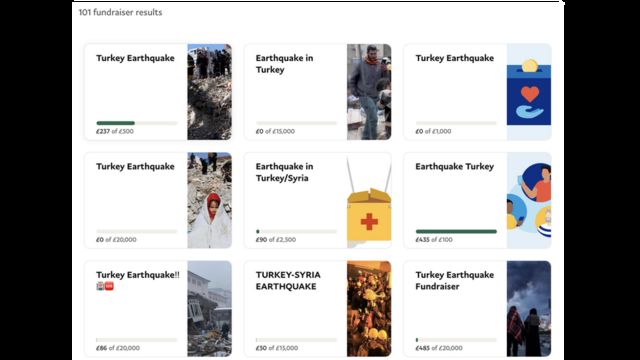 101 fundraiser results
Turkey Earthquake
£237 of £500
Earthquake in
Turkey
£0 of £15,000
Turkey Earthquake
£0 of £1,000
Turkey Earthquake
£0 of £20,000
Earthquake in
Turkey/Syria
£90 of £2,500
Earthquake Turkey
£435 of £100
Turkey Earthquake!!
£86 of £20,000
TURKEY-SYRIA
EARTHQUAKE
£50 of £15,000
Turkey Earthquake
Fundraiser
£485 of £20,000